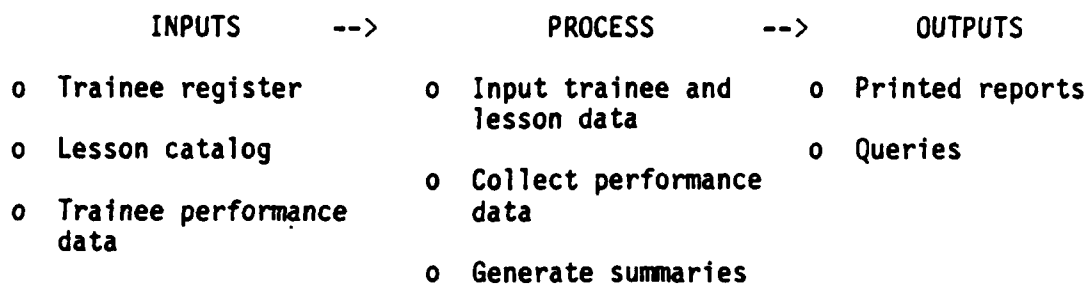 INPUTS --> PROCESS --> OUTPUTS
o Trainee register
o Lesson catalog
o Trainee performance
data
o Input trainee and
lesson data
o Collect performance
data
o Generate summaries
o Printed reports
o Queries